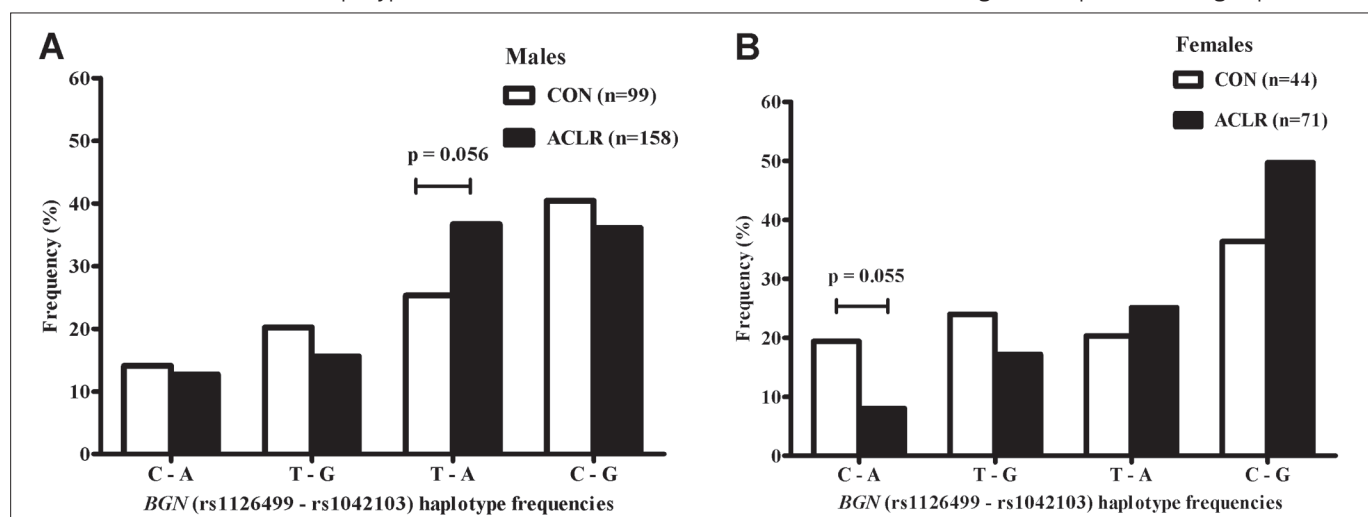 A
Males
CON (n=99)
ACLR (n=158)
p = 0.056
Frequency (%)
60
50
40
30
20
10
0
C - A
T - G
T - A
C - G
BGN (rs1126499 - rs1042103) haplotype frequencies
B
Females
CON (n=44)
ACLR (n=71)
p = 0.055
Frequency (%)
60
50
40
30
20
10
0
C - A
T - G
T - A
C - G
BGN (rs1126499 - rs1042103) haplotype frequencies